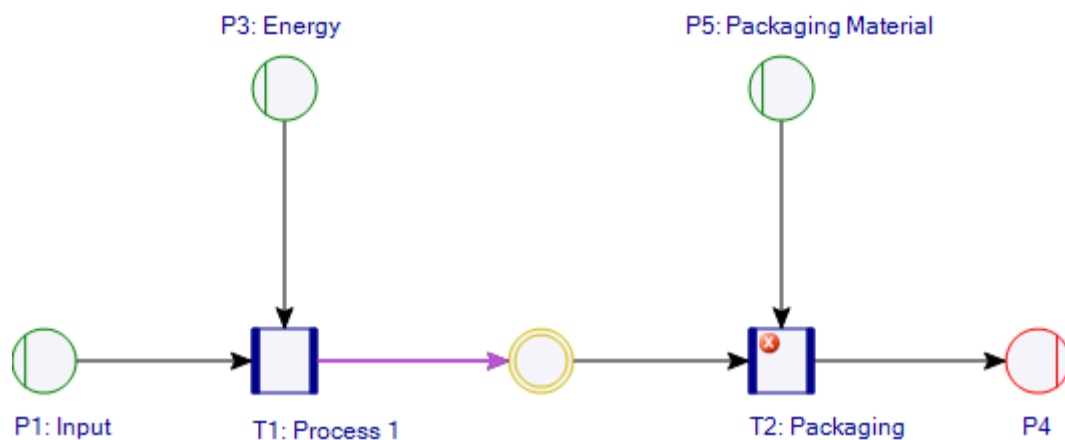 P3: Energy
P5: Packaging Material
P1: Input
T1: Process 1
T2: Packaging
P4